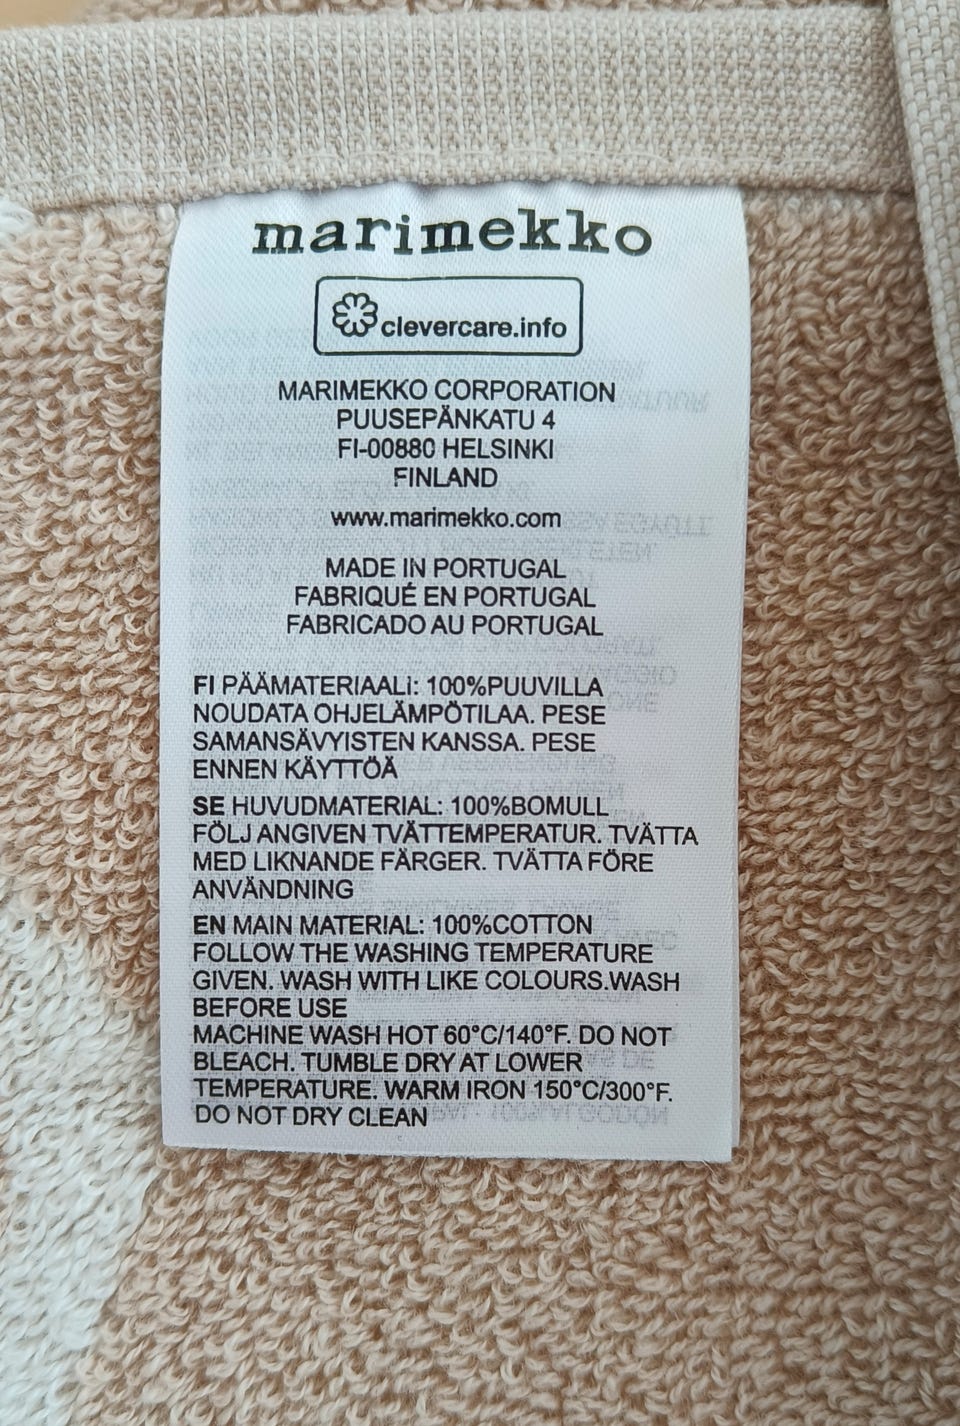 marimekko
clevercare.info
MARIMEKKO CORPORATION
PUUSEPÄNKATU 4
FI-00880 HELSINKI
FINLAND
www.marimekko.com
MADE IN PORTUGAL
FABRIQUÉ EN PORTUGAL
FABRICADO AU PORTUGAL
FI PÄÄMATERIAALI: 100%PUUVILLA
NOUDATA OHJELÄMPÖTILAA. PESE
SAMANSÄVYISTEN KANSSA. PESE
ENNEN KÄYTTÖÄ
SE HUVUDMATERIAL: 100%BOMULL
FÖLJ ANGIVEN TVÄTTEMPERATUR. TVÄTTA
MED LIKNANDE FÄRGER. TVÄTTA FÖRE
ANVÄNDNING
EN MAIN MATERIAL: 100%COTTON
FOLLOW THE WASHING TEMPERATURE
GIVEN. WASH WITH LIKE COLOURS.WASH
BEFORE USE
MACHINE WASH HOT 60°C/140°F. DO NOT
BLEACH. TUMBLE DRY AT LOWER
TEMPERATURE. WARM IRON 150°C/300°F.
DO NOT DRY CLEAN